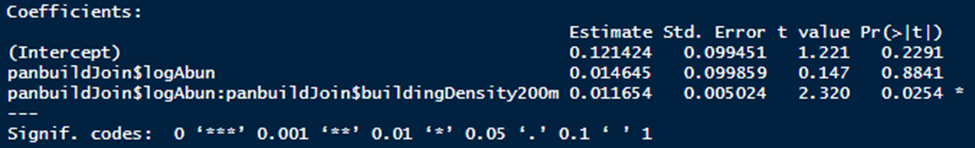 Coefficients:
Estimate Std. Error t value Pr(>|t|)
(Intercept) 0.121424 0.099451 1.221 0.2291
panbuildJoin$logAbun 0.014645 0.099859 0.147 0.8841
panbuildJoin$logAbun:panbuildJoin$buildingDensity200m 0.011654 0.005024 2.320 0.0254 *
---
Signif. codes: 0 ‘***’ 0.001 ‘**’ 0.01 ‘*’ 0.05 ‘.’ 0.1 ‘ ’ 1